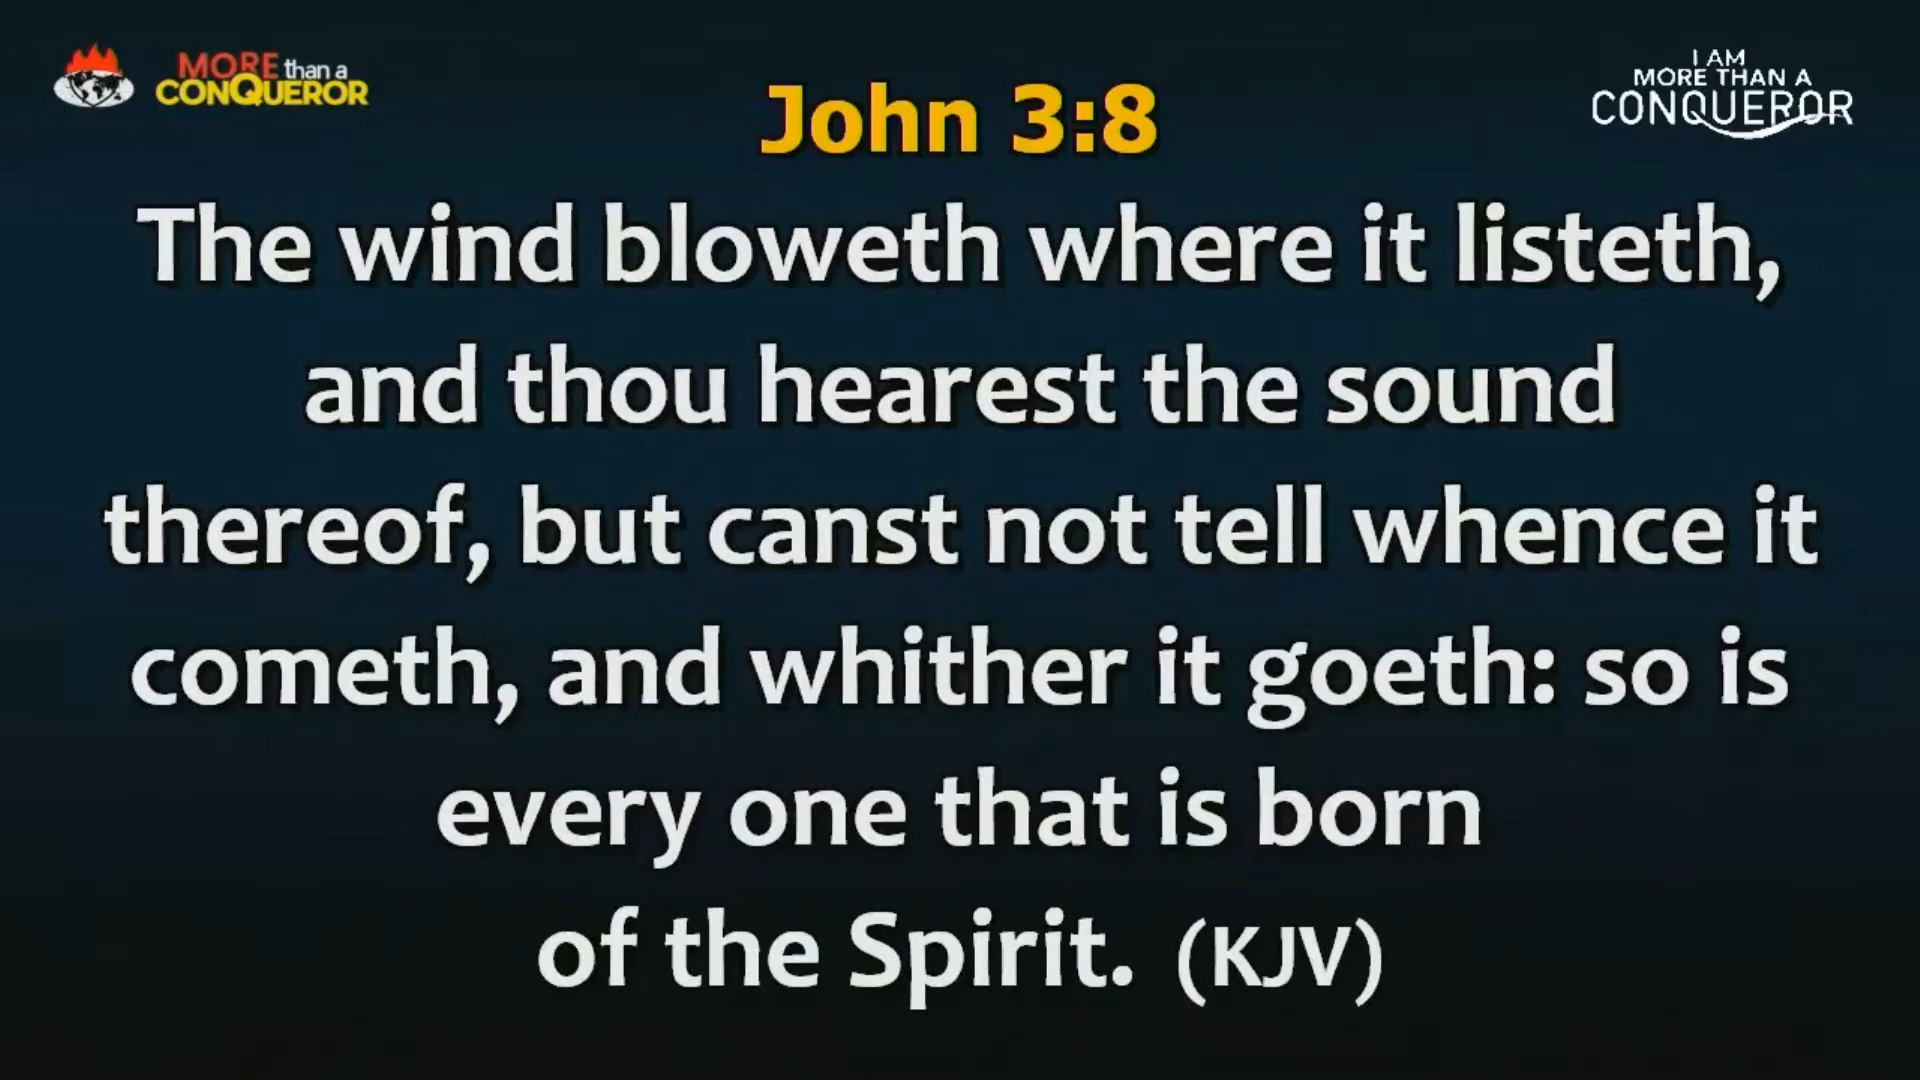 MORE than a
CONQUEROR
I AM
MORE THAN A
CONQUEROR
John 3:8
The wind bloweth where it listeth,
and thou hearest the sound
thereof, but canst not tell whence it
cometh, and whither it goeth: so is
every one that is born
of the Spirit. (KJV)